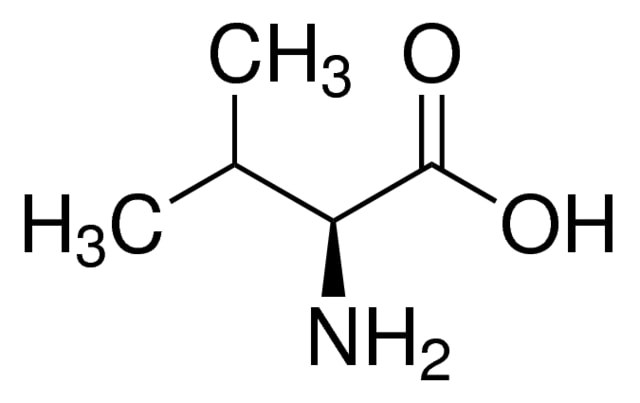 CH₃ O
H₃C OH
NH₂